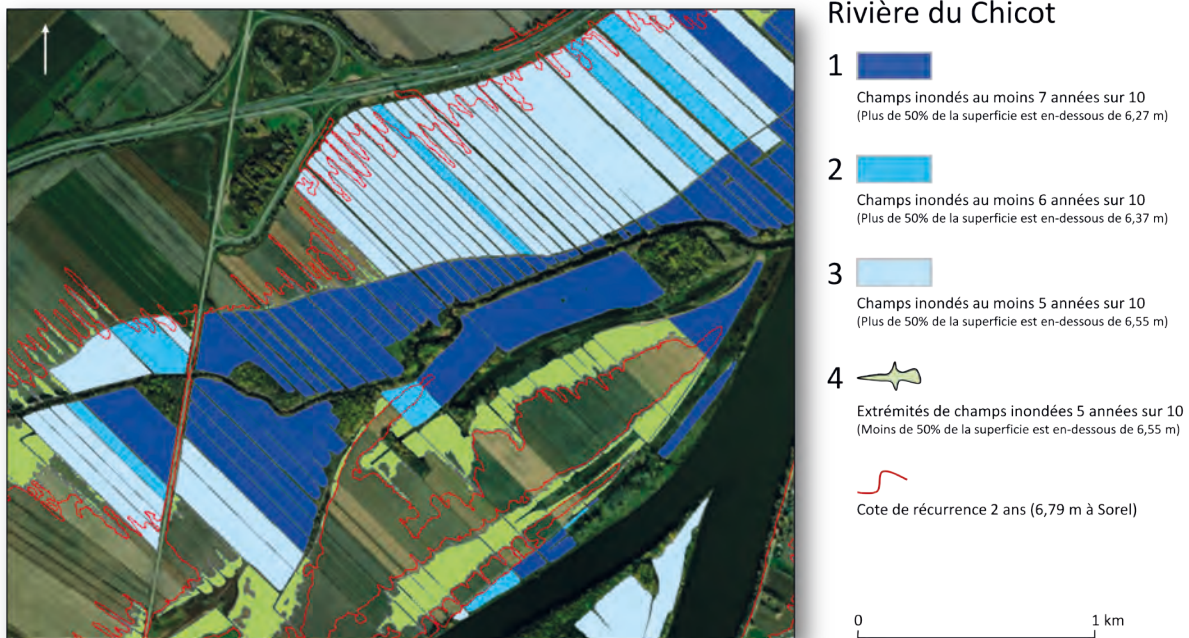 Rivière du Chicot
1
Champs inondés au moins 7 années sur 10
(Plus de 50% de la superficie est en-dessous de 6,27 m)
2
Champs inondés au moins 6 années sur 10
(Plus de 50% de la superficie est en-dessous de 6,37 m)
3
Champs inondés au moins 5 années sur 10
(Plus de 50% de la superficie est en-dessous de 6,55 m)
4
Extrémités de champs inondées 5 années sur 10
(Moins de 50% de la superficie est en-dessous de 6,55 m)
Cote de récurrence 2 ans (6,79 m à Sorel)
0 1 km